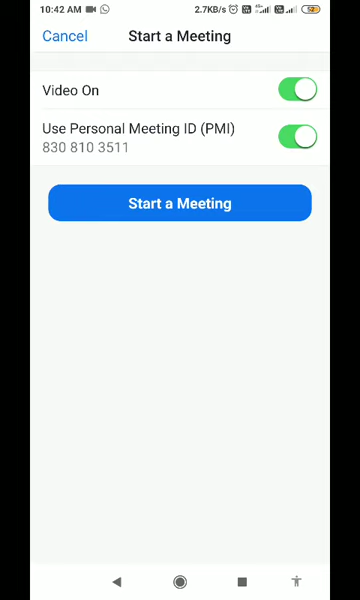 10:42 AM 2.7KB/s 52
Cancel Start a Meeting
Video On
Use Personal Meeting ID (PMI)
830 810 3511
Start a Meeting